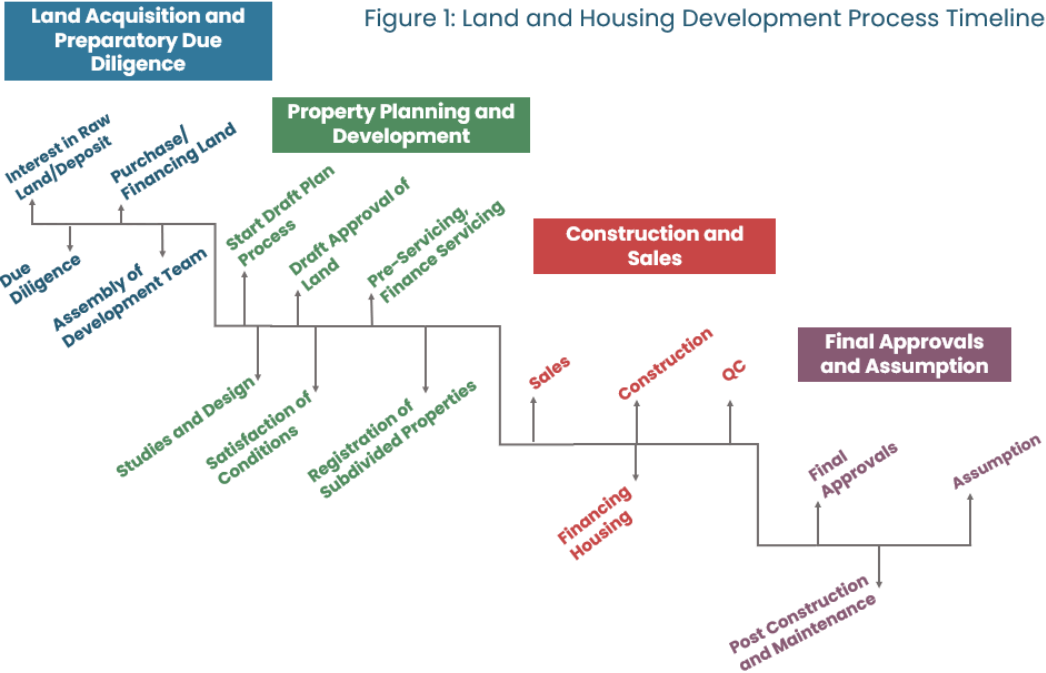 Figure 1: Land and Housing Development Process Timeline
Land Acquisition and
Preparatory Due
Diligence
Interest in Raw
Land/Deposit
Due
Diligence
Purchase/
Financing Land
Assembly of
Development Team
Property Planning and
Development
Start Draft Plan
Process
Studies and Design
Draft Approval of
Land
Satisfaction of
Conditions
Pre-Servicing,
Finance Servicing
Registration of
Subdivided Properties
Construction and
Sales
Sales
Construction
Financing
Housing
QC
Final Approvals
and Assumption
Final
Approvals
Post Construction
and Maintenance
Assumption